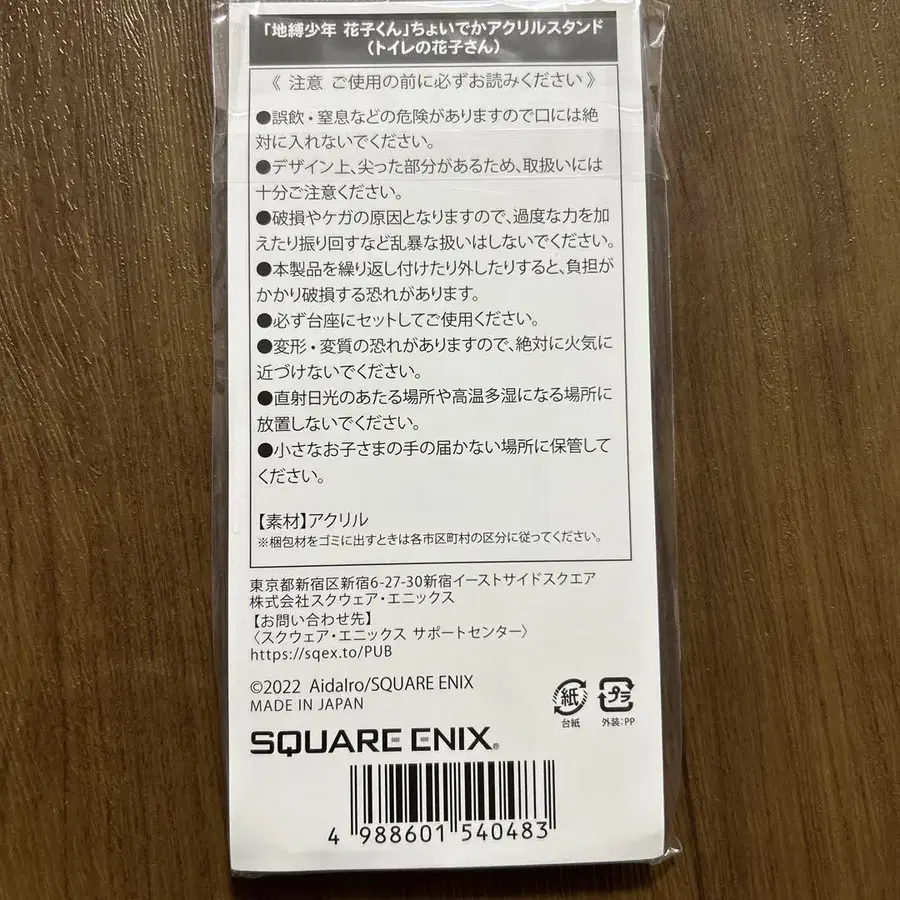 「地縛少年 花子くん」ちょいでかアクリルスタンド
(トイレの花子さん)
《 注意 ご使用の前に必ずお読みください 》
●誤飲・窒息などの危険がありますので口には絶
対に入れないでください。
●デザイン上、尖った部分があるため、取扱いには
十分ご注意ください。
●破損やケガの原因となりますので、過度な力を加
えたり振り回すなど乱暴な扱いはしないでください。
●本製品を繰り返し付けたり外したりすると、負担が
かかり破損する恐れがあります。
●必ず台座にセットしてご使用ください。
●変形・変質の恐れがありますので、絶対に火気に
近づけないでください。
●直射日光のあたる場所や高温多湿になる場所に
放置しないでください。
●小さなお子さまの手の届かない場所に保管して
ください。
【素材】アクリル
※梱包材をゴミに出すときは各市区町村の区分に従ってください。
東京都新宿区新宿6-27-30新宿イーストサイドスクエア
株式会社スクウェア・エニックス
【お問い合わせ先】
〈スクウェア・エニックス サポートセンター〉
https://sqex.to/PUB
©2022 AidaIro/SQUARE ENIX
MADE IN JAPAN
紙
台紙
プラ
外装:PP
SQUARE ENIX®
4 988601 540483